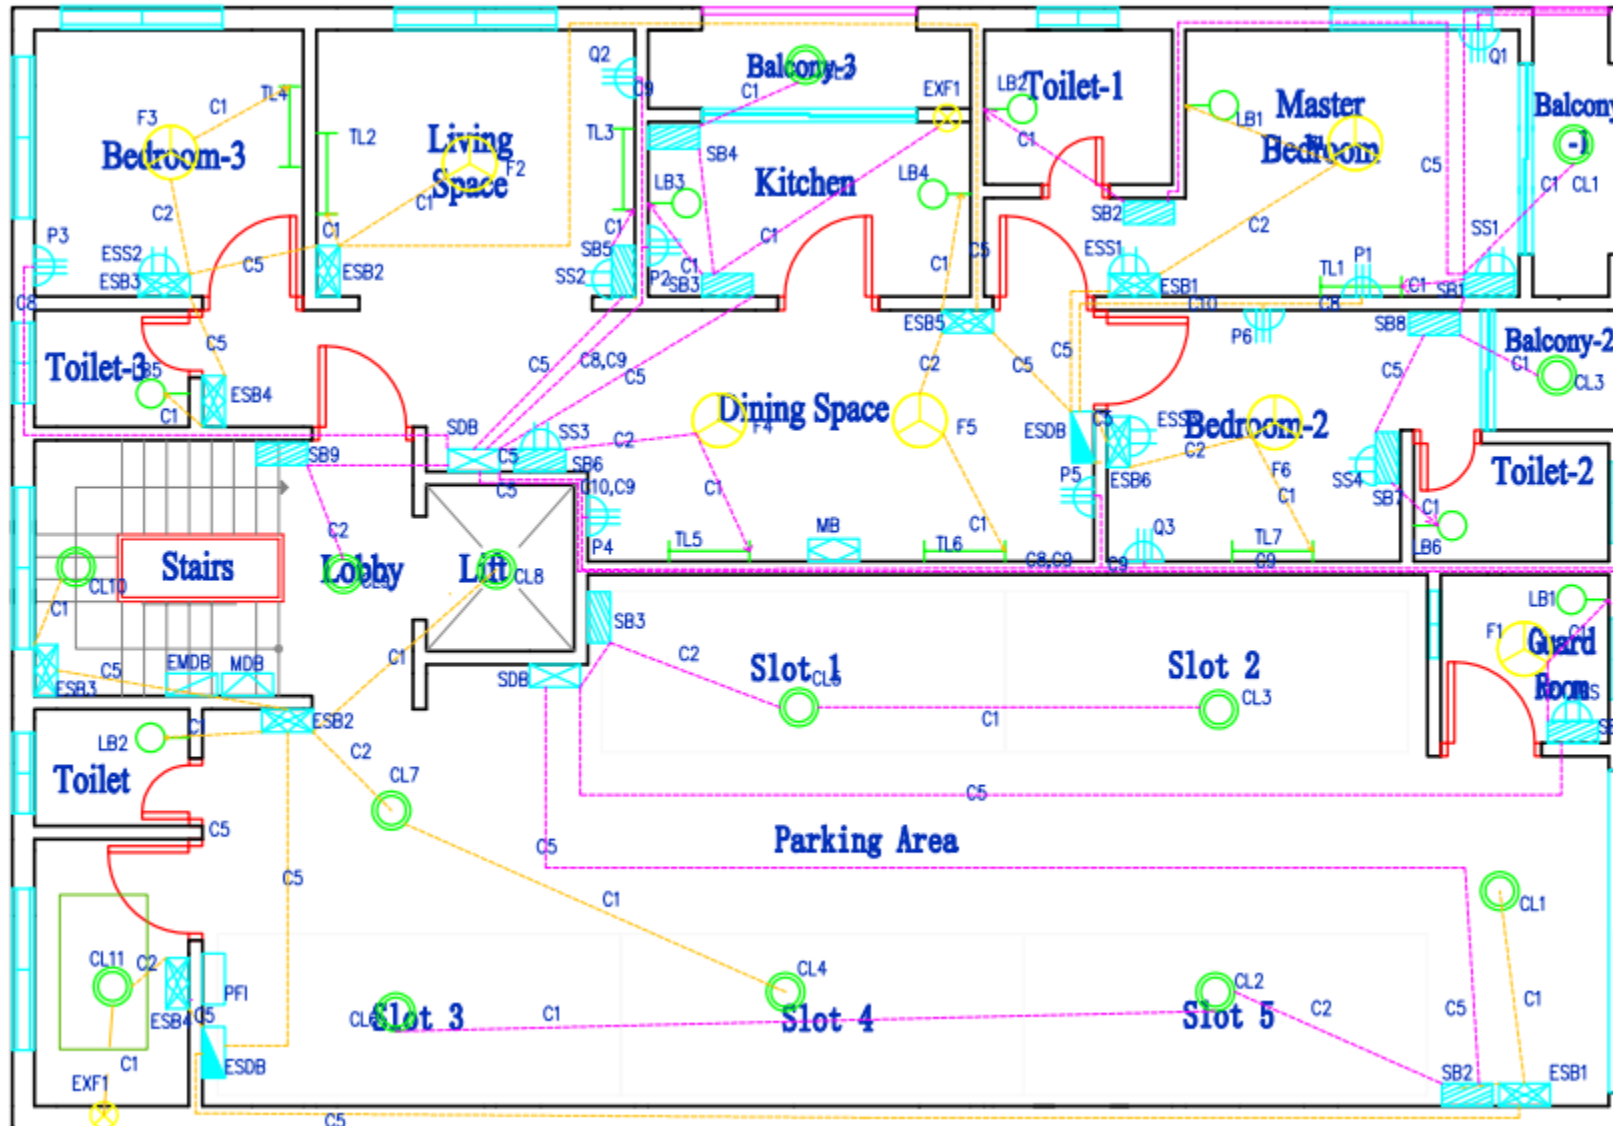 Q2
Balcony-3
C1
C9
EXF1
LB2
Toilet-1
C1
LB1
Master
Bedroom
Q1
Balcony
-1
C1
CL1
C5
TL4
C1
F3
Bedroom-3
C2
TL2
Living
Space
F2
C1
C1
TL3
SB4
LB3
Kitchen
LB4
C1
C1
C1
C1
C5
SB2
C2
SS1
P3
ESS2
ESB3
C5
ESB2
SB5
SS2
P2
SB3
ESS1
ESB1
P1
TL1
C1
SB1
C8
C10
C8
C5
Toilet-3
C1
ESB4
C5
C8,C9
C5
ESB5
C2
C5
C5
P6
SB8
C5
Balcony-2
C1
CL3
SDB
SS3
C2
SB6
Dining Space
F4
F5
ESDB
C5
Bedroom-2
C2
ESB6
F6
C1
SS4
SB7
Toilet-2
C1
LB6
SB9
C5
C5
C10,C9
P4
C1
TL5
MB
C1
TL6
P5
Q3
TL7
C8,C9
C9
C9
C2
Stairs
Lobby
Lift
CL8
CL10
C1
C1
SB3
C2
Slot 1
C1
Slot 2
CL3
LB1
F1
C1
Guard
Room
EMDB
MDB
C5
ESB3
SDB
ESB2
C1
LB2
Toilet
C2
CL7
C5
C5
C5
Parking Area
C5
C1
CL1
CL11
C2
PFI
ESB4
C5
C1
EXF1
ESDB
Slot 3
C1
CL4
Slot 4
CL2
Slot 5
C2
C5
C1
SB2
ESB1
C5